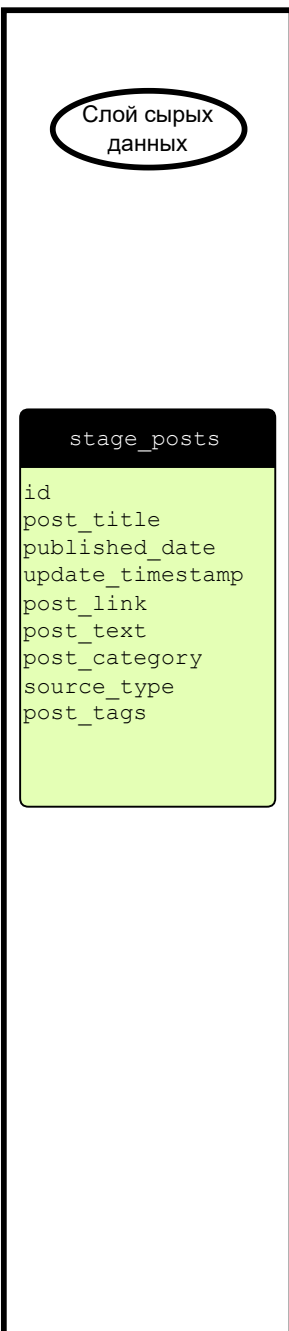 Слой сырых
данных
stage_posts
id
post_title
published_date
update_timestamp
post_link
post_text
post_category
source_type
post_tags